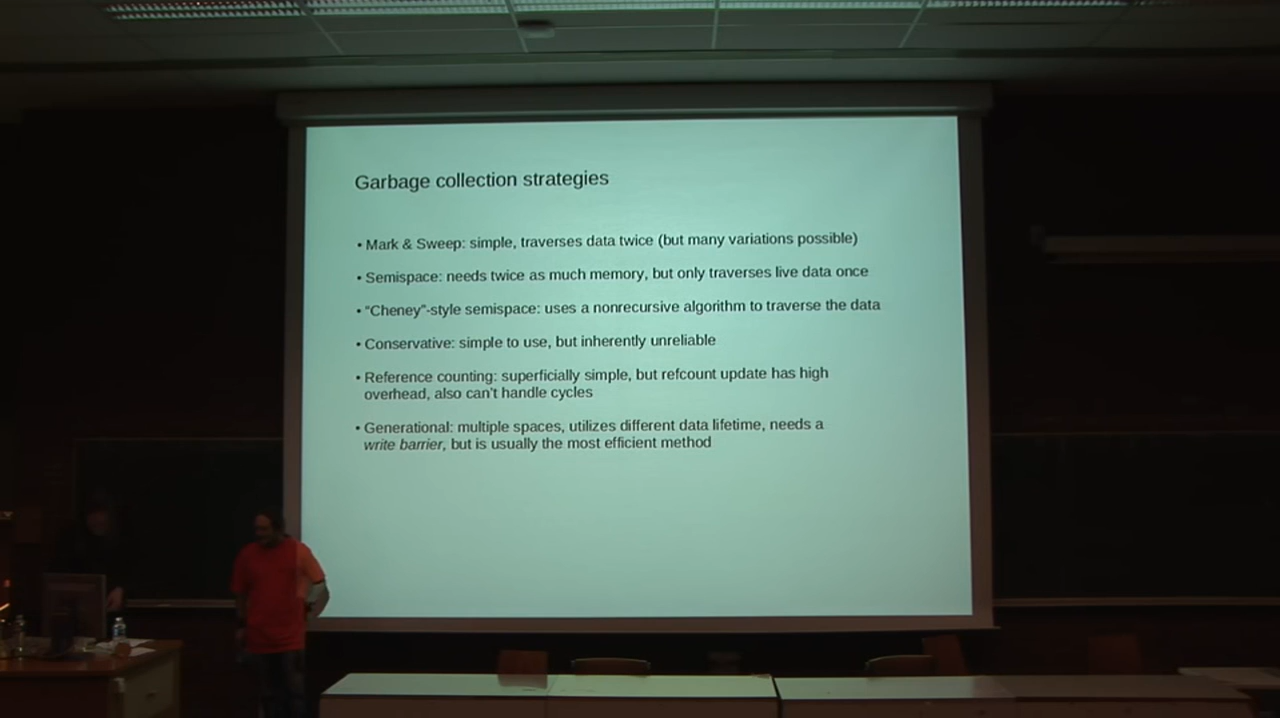 Garbage collection strategies
• Mark & Sweep: simple, traverses data twice (but many variations possible)
• Semispace: needs twice as much memory, but only traverses live data once
• "Cheney"-style semispace: uses a nonrecursive algorithm to traverse the data
• Conservative: simple to use, but inherently unreliable
• Reference counting: superficially simple, but refcount update has high
overhead, also can't handle cycles
• Generational: multiple spaces, utilizes different data lifetime, needs a
write barrier, but is usually the most efficient method